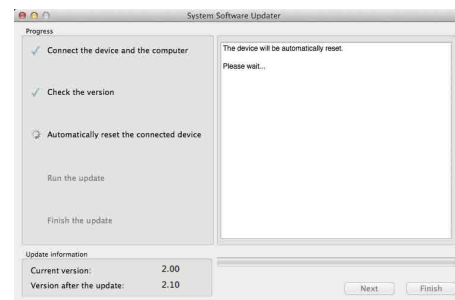 System Software Updater
Progress
Connect the device and the computer
Check the version
Automatically reset the connected device
Run the update
Finish the update
The device will be automatically reset.
Please wait...
Update information
Current version: 2.00
Version after the update: 2.10
Next
Finish